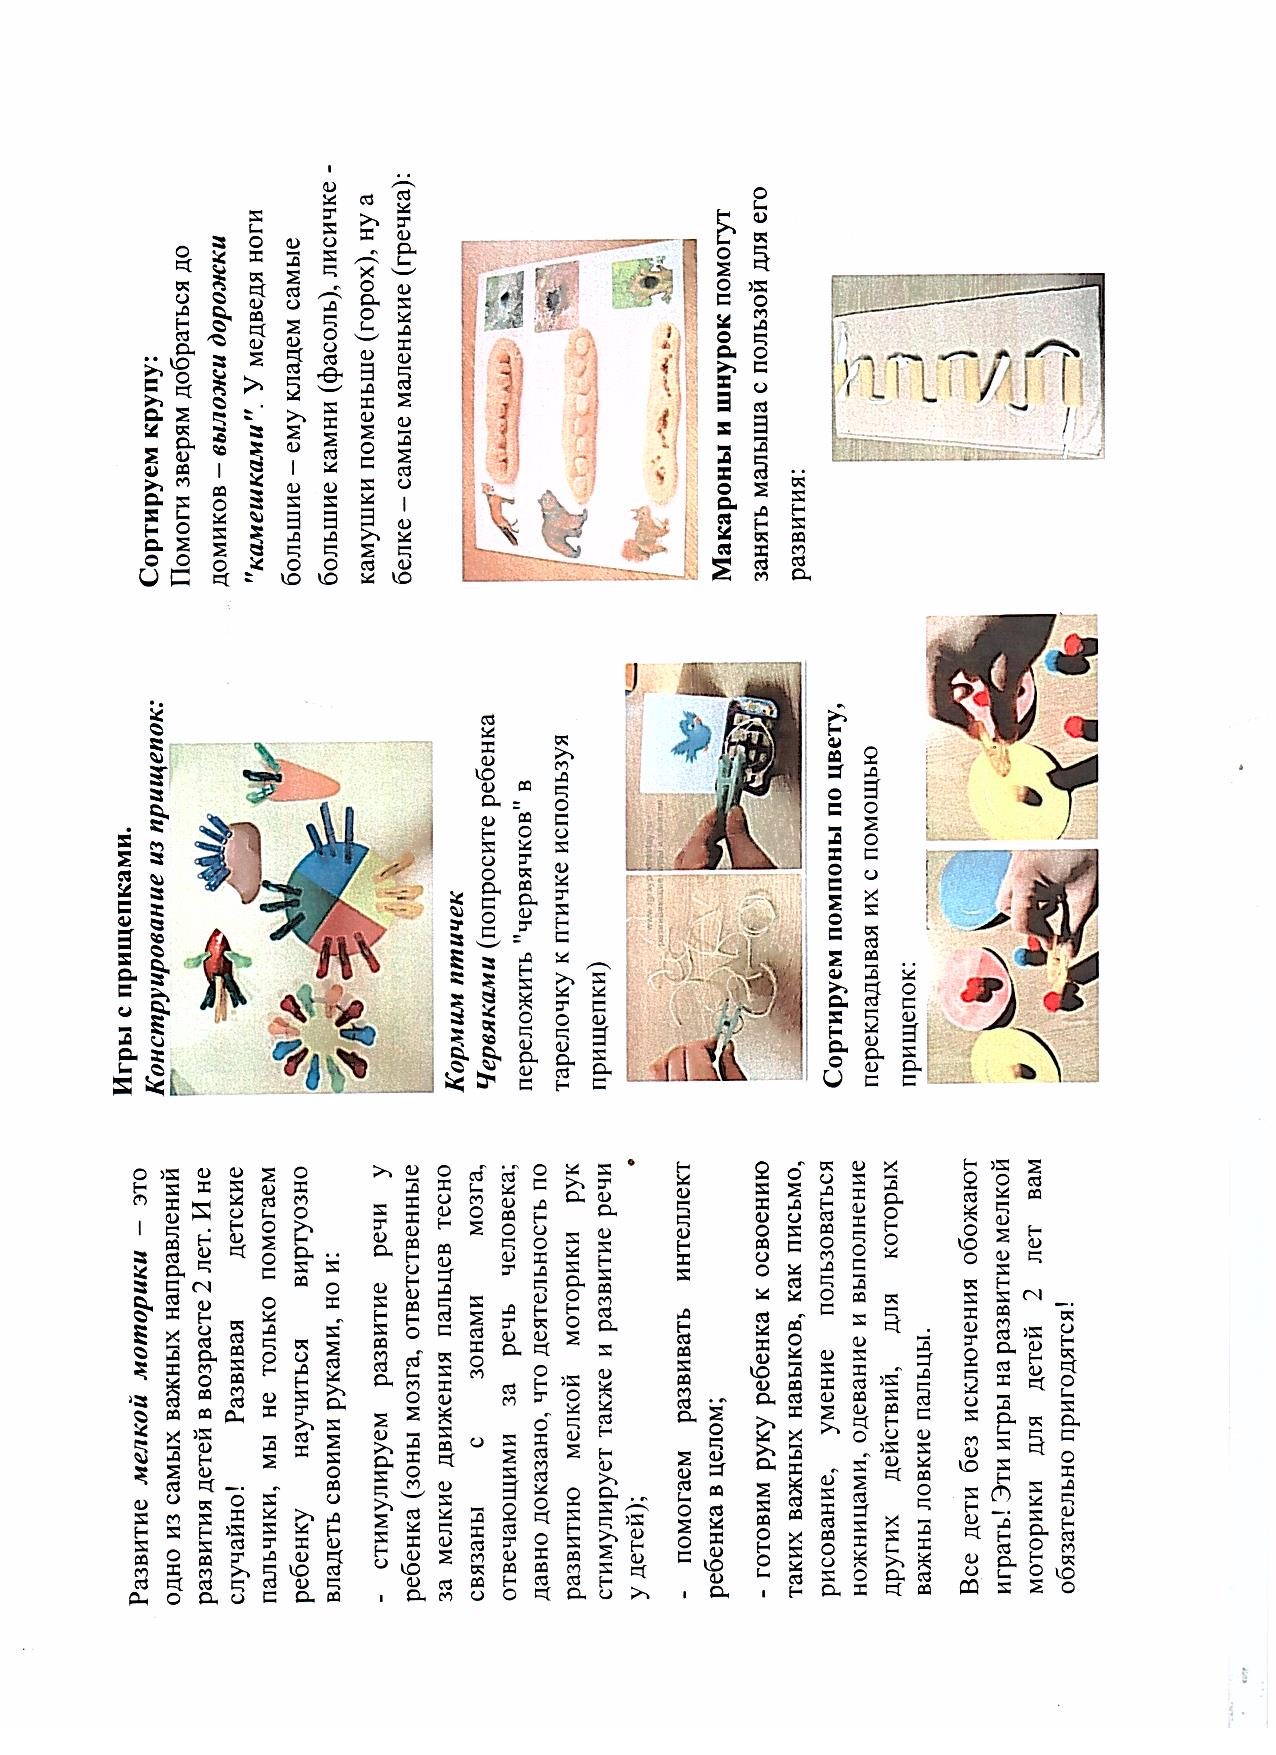 Развитие мелкой моторики – это
одно из самых важных направлений
развития детей в возрасте 2 лет. И не
случайно! Развивая детские
пальчики, мы не только помогаем
ребенку научиться виртуозно
владеть своими руками, но и:
- стимулируем развитие речи у
ребенка (зоны мозга, ответственные
за мелкие движения пальцев тесно
связаны с зонами мозга,
отвечающими за речь человека;
давно доказано, что деятельность по
развитию мелкой моторики рук
стимулирует также и развитие речи
у детей);
- помогаем развивать интеллект
ребенка в целом;
- готовим руку ребенка к освоению
таких важных навыков, как письмо,
рисование, умение пользоваться
ножницами, одевание и выполнение
других действий, для которых
важны ловкие пальцы.
Все дети без исключения обожают
играть! Эти игры на развитие мелкой
моторики для детей 2 лет вам
обязательно пригодятся!
Игры с прищепками.
Конструирование из прищепок:
Кормим птичек
Червяками (попросите ребенка
переложить "червячков" в
тарелочку к птичке используя
прищепки)
Сортируем помпоны по цвету,
перекладывая их с помощью
прищепок:
Сортируем крупу:
Помоги зверям добраться до
домиков – выложи дорожки
"камешками". У медведя ноги
большие – ему кладем самые
большие камни (фасоль), лисичке -
камушки поменьше (горох), ну а
белке – самые маленькие (гречка):
Макароны и шнурок помогут
занять малыша с пользой для его
развития: